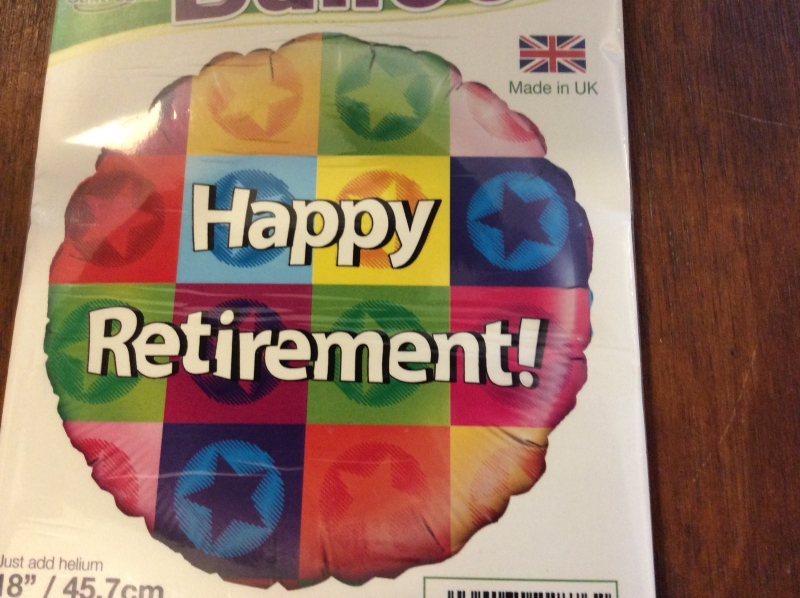 Made in UK
Happy
Retirement!
Just add helium
18” / 45.7cm